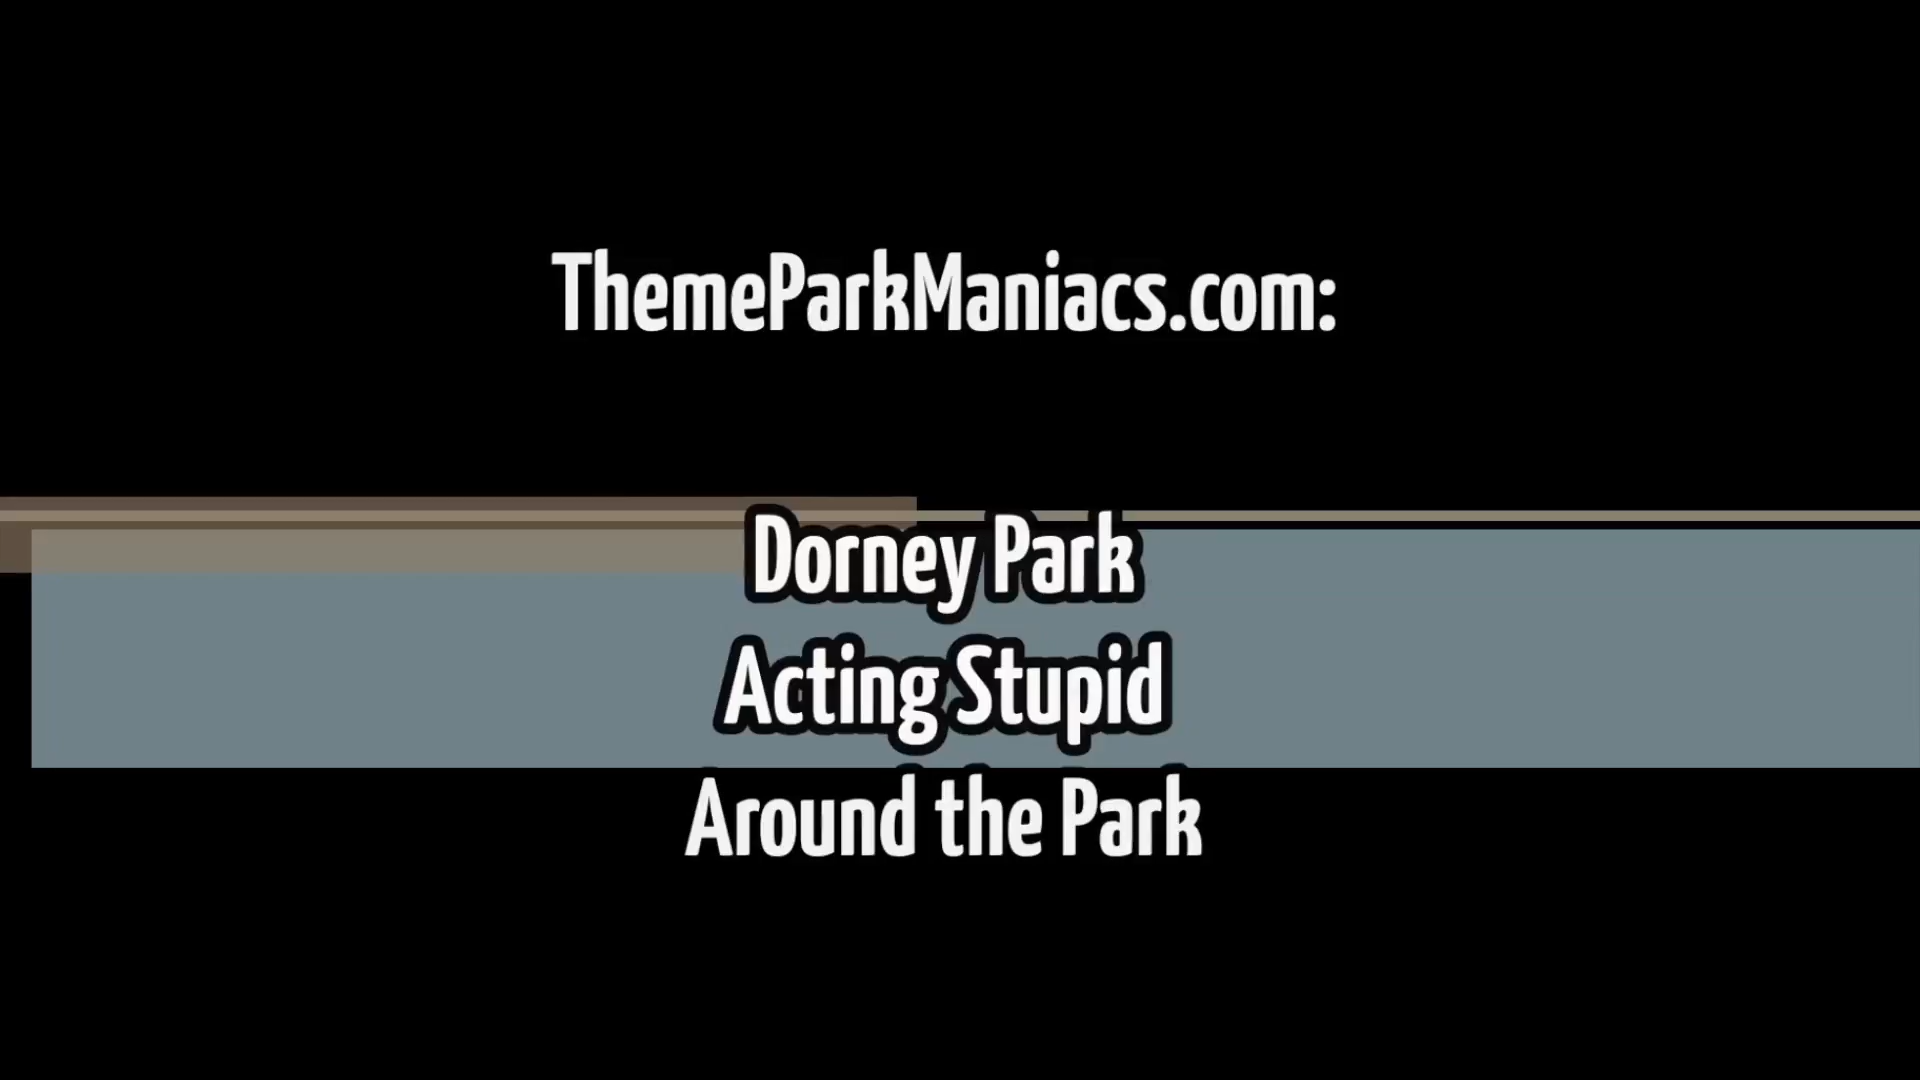 ThemeParkManiacs.com:
Dorney Park
Acting Stupid
Around the Park